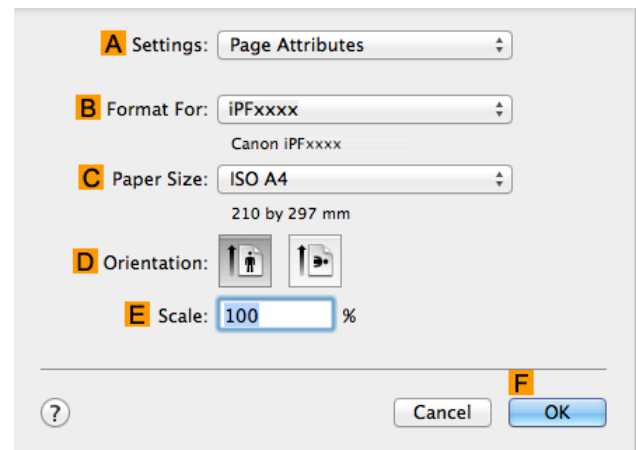 A Settings: Page Attributes
B Format For: iPFxxxx
Canon iPFxxxx
C Paper Size: ISO A4
210 by 297 mm
D Orientation:
E Scale: 100 %
F
? Cancel OK